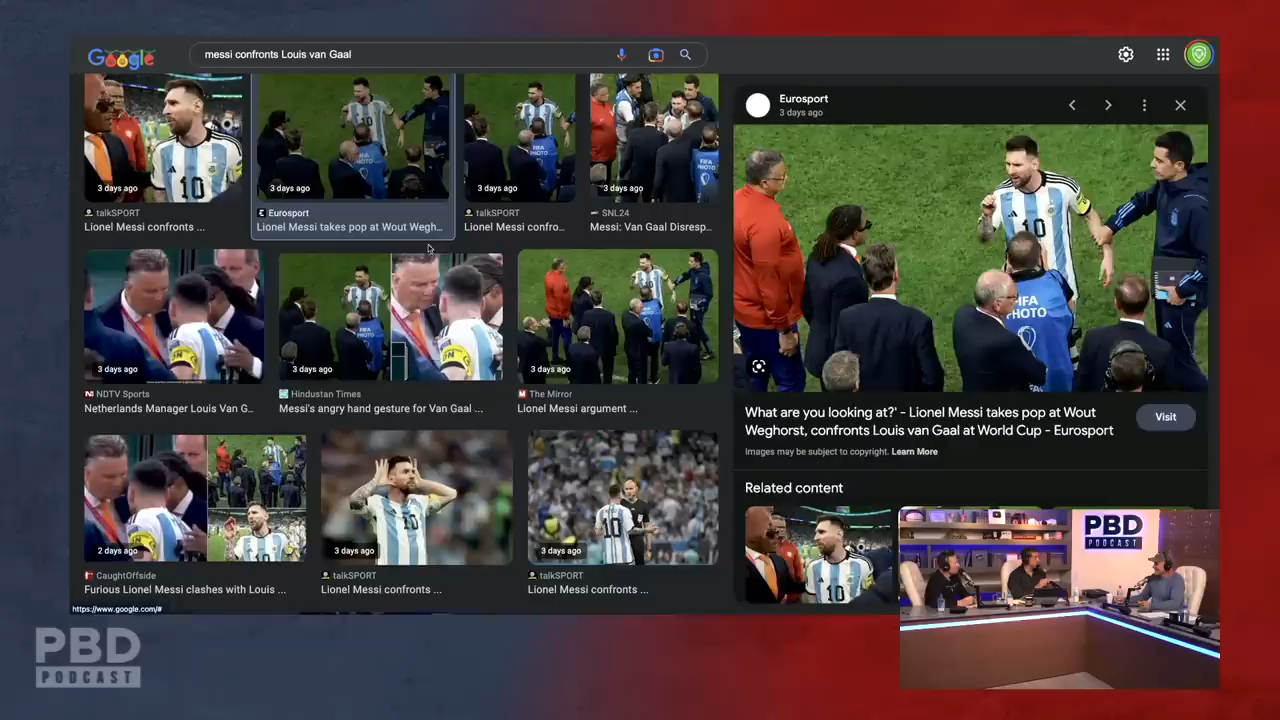 Google
messi confronts Louis van Gaal
3 days ago
talkSPORT
Lionel Messi confronts ...
3 days ago
Eurosport
Lionel Messi takes pop at Wout Wegh...
3 days ago
talkSPORT
Lionel Messi confro...
3 days ago
SNL24
Messi: Van Gaal Disresp...
3 days ago
NDTV Sports
Netherlands Manager Louis Van G...
3 days ago
Hindustan Times
Messi's angry hand gesture for Van Gaal ...
3 days ago
The Mirror
Lionel Messi argument ...
2 days ago
CaughtOffside
Furious Lionel Messi clashes with Louis ...
3 days ago
talkSPORT
Lionel Messi confronts ...
3 days ago
talkSPORT
Lionel Messi confronts ...
https://www.google.com/#
Eurosport
3 days ago
10
FIFA
PHOTO
What are you looking at?' - Lionel Messi takes pop at Wout
Weghorst, confronts Louis van Gaal at World Cup - Eurosport
Visit
Images may be subject to copyright. Learn More
Related content
PBD
PODCAST
PBD
PODCAST